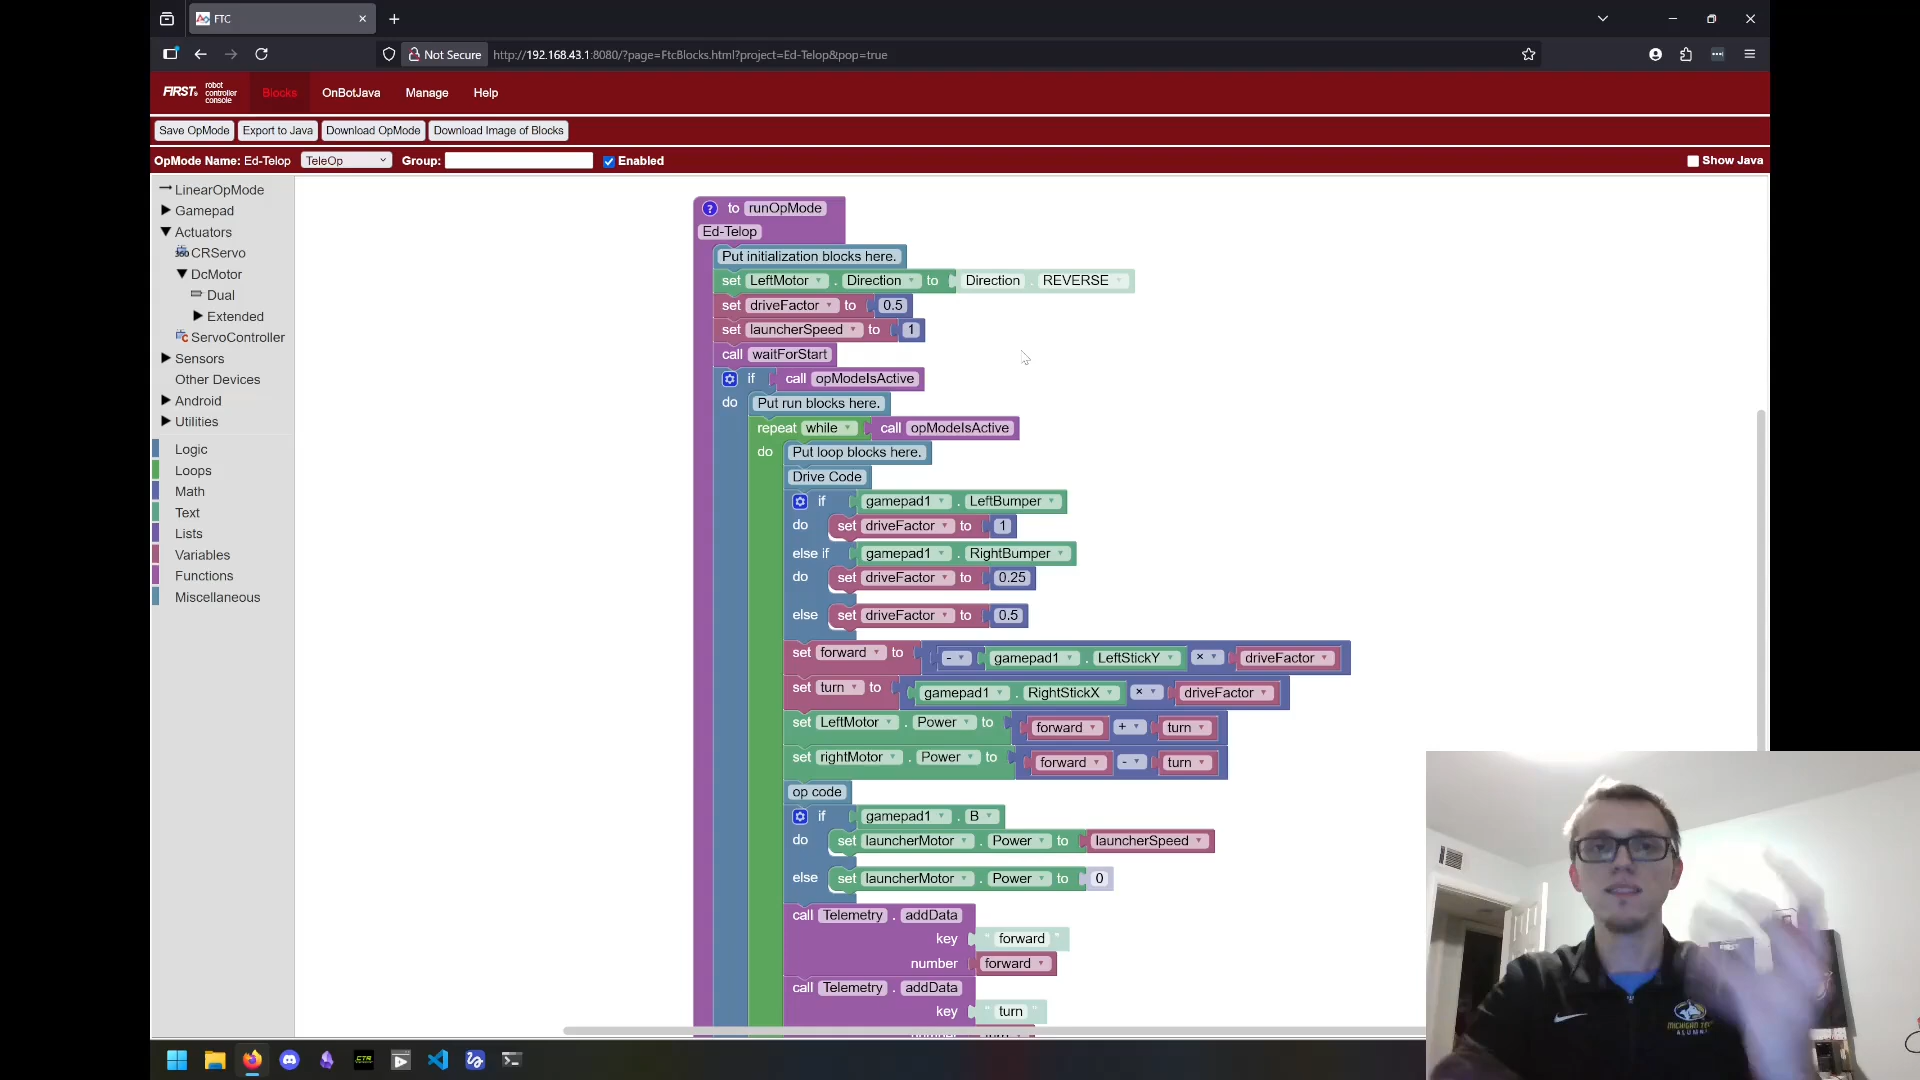 FTC
Not Secure http://192.168.43.1:8080/?page=FtcBlocks.html?project=Ed-Telop&pop=true
FIRST. robot controller console Blocks OnBotJava Manage Help
Save OpMode Export to Java Download OpMode Download Image of Blocks
OpMode Name: Ed-Telop TeleOp Group: Enabled Show Java
LinearOpMode
Gamepad
Actuators
CRServo
DcMotor
Dual
Extended
ServoController
Sensors
Other Devices
Android
Utilities
Logic
Loops
Math
Text
Lists
Variables
Functions
Miscellaneous
? to runOpMode
Ed-Telop
Put initialization blocks here.
set LeftMotor . Direction to Direction . REVERSE
set driveFactor to 0.5
set launcherSpeed to 1
call waitForStart
if call opModeIsActive
do Put run blocks here.
repeat while call opModeIsActive
do Put loop blocks here.
Drive Code
if gamepad1 . LeftBumper
do set driveFactor to 1
else if gamepad1 . RightBumper
do set driveFactor to 0.25
else set driveFactor to 0.5
set forward to - gamepad1 . LeftStickY × driveFactor
set turn to gamepad1 . RightStickX × driveFactor
set LeftMotor . Power to forward + turn
set rightMotor . Power to forward - turn
op code
if gamepad1 . B
do set launcherMotor . Power to launcherSpeed
else set launcherMotor . Power to 0
call Telemetry . addData
key “ forward ”
number forward
call Telemetry . addData
key “ turn ”
CTR
MICHIGAN TECH
ALUMNI